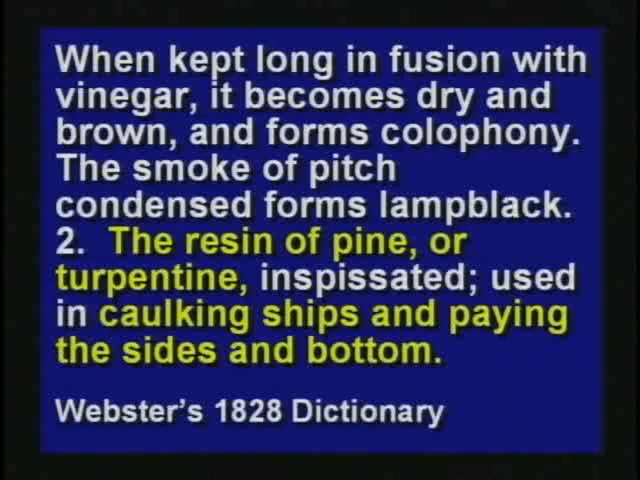 When kept long in fusion with
vinegar, it becomes dry and
brown, and forms colophony.
The smoke of pitch
condensed forms lampblack.
2.  The resin of pine, or
turpentine, inspissated; used
in caulking ships and paying
the sides and bottom.
Webster's 1828 Dictionary